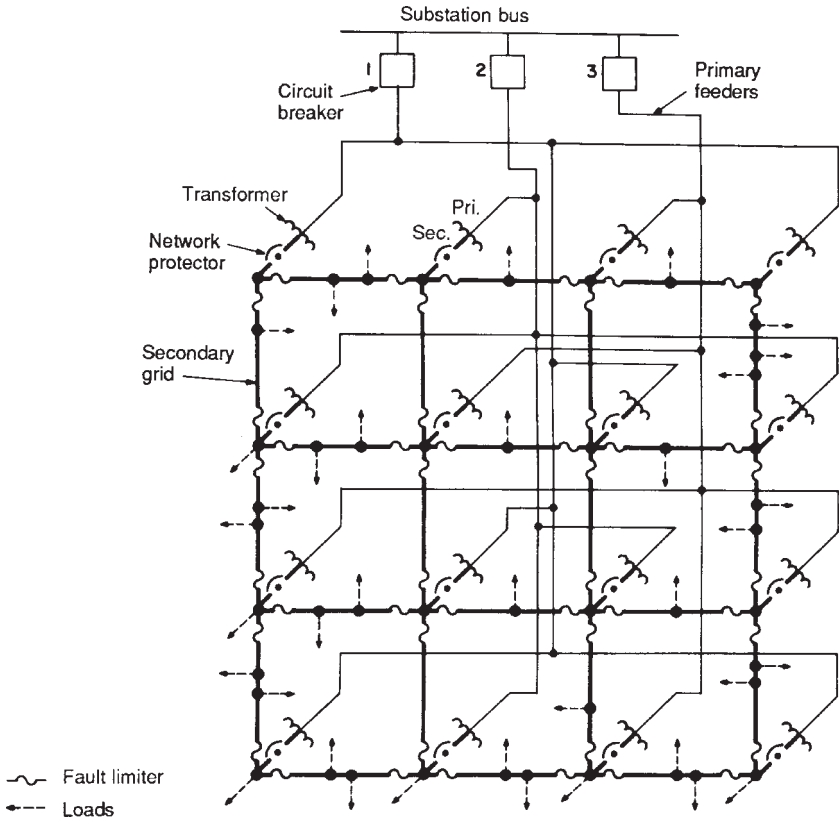 Substation bus
1
2
3
Circuit
breaker
Primary
feeders
Transformer
Pri.
Sec.
Network
protector
Secondary
grid
Fault limiter
Loads